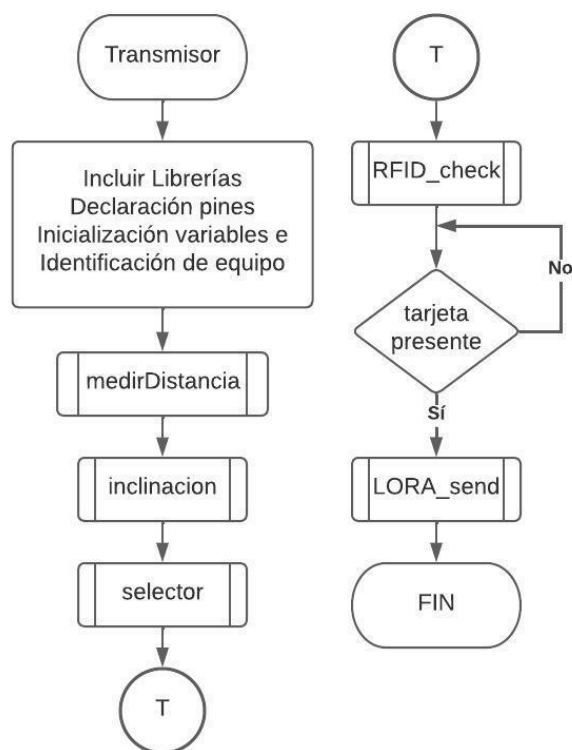 Transmisor
Incluir Librerías
Declaración pines
Inicialización variables e
Identificación de equipo
medirDistancia
inclinacion
selector
T
T
RFID_check
No
tarjeta
presente
Sí
LORA_send
FIN